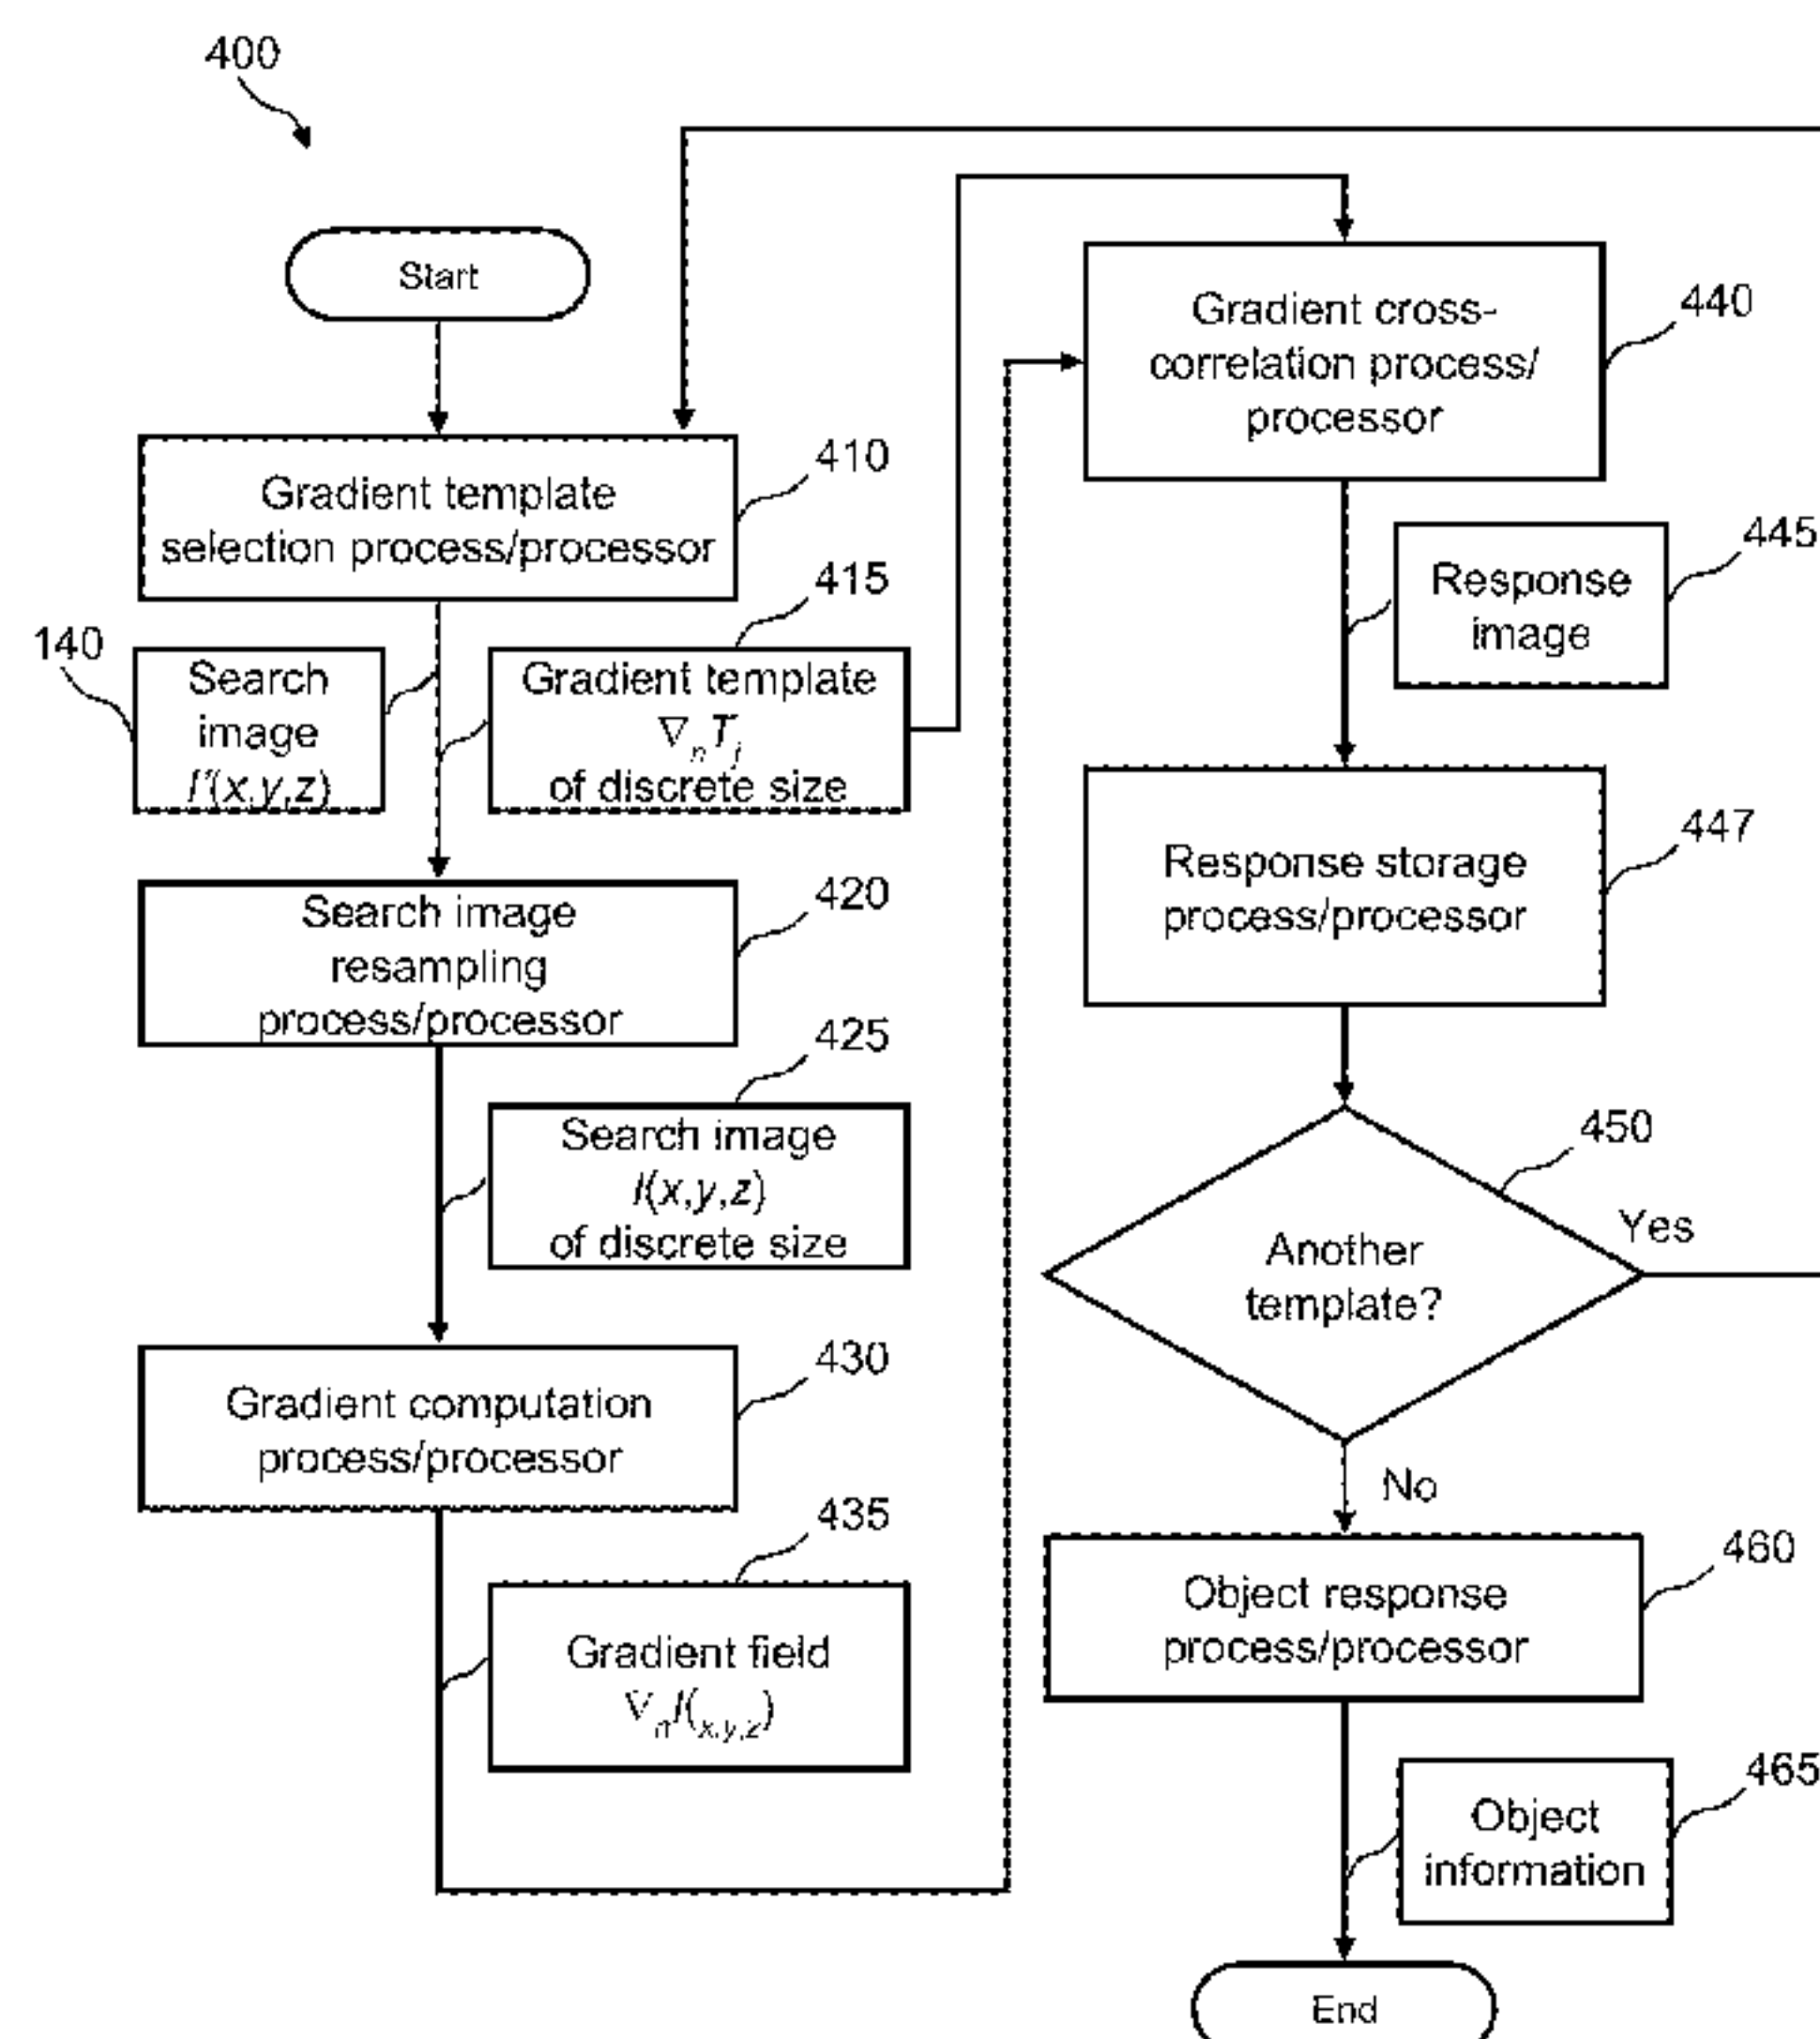 400
Start
Gradient template
selection process/processor
410
415
140
Search
image
I'(x,y,z)
Gradient template
∇nTj
of discrete size
Search image
resampling
process/processor
420
425
Search image
I(x,y,z)
of discrete size
Gradient computation
process/processor
430
435
Gradient field
∇nI(x,y,z)
Gradient cross-
correlation process/
processor
440
445
Response
image
Response storage
process/processor
447
450
Another
template?
Yes
No
Object response
process/processor
460
465
Object
information
End